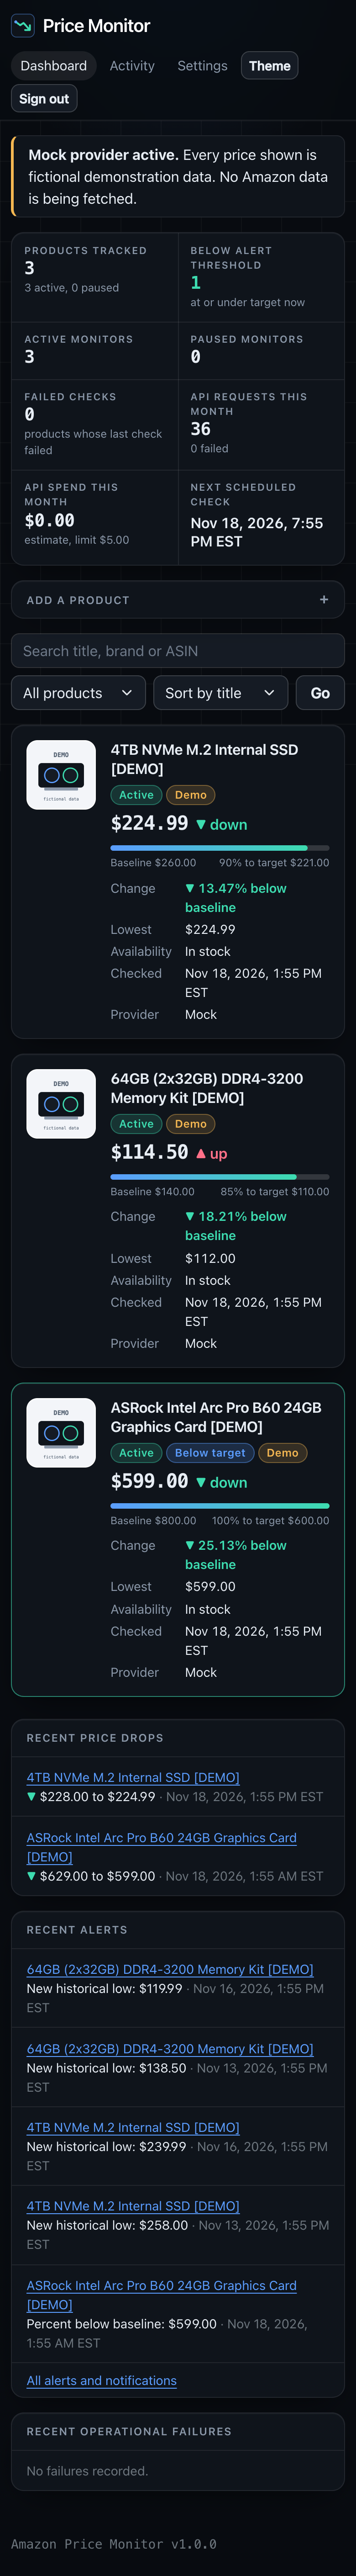 Price Monitor
Dashboard Activity Settings Theme
Sign out
Mock provider active. Every price shown is
fictional demonstration data. No Amazon data
is being fetched.
PRODUCTS TRACKED
3
3 active, 0 paused
BELOW ALERT
THRESHOLD
1
at or under target now
ACTIVE MONITORS
3
PAUSED MONITORS
0
FAILED CHECKS
0
products whose last check
failed
API REQUESTS THIS
MONTH
36
0 failed
API SPEND THIS
MONTH
$0.00
estimate, limit $5.00
NEXT SCHEDULED
CHECK
Nov 18, 2026, 7:55
PM EST
ADD A PRODUCT +
Search title, brand or ASIN
All products Sort by title Go
DEMO
fictional data
4TB NVMe M.2 Internal SSD
[DEMO]
Active Demo
$224.99 ▼ down
Baseline $260.00 90% to target $221.00
Change ▼ 13.47% below
baseline
Lowest $224.99
Availability In stock
Checked Nov 18, 2026, 1:55 PM
EST
Provider Mock
DEMO
fictional data
64GB (2x32GB) DDR4-3200
Memory Kit [DEMO]
Active Demo
$114.50 ▲ up
Baseline $140.00 85% to target $110.00
Change ▼ 18.21% below
baseline
Lowest $112.00
Availability In stock
Checked Nov 18, 2026, 1:55 PM
EST
Provider Mock
DEMO
fictional data
ASRock Intel Arc Pro B60 24GB
Graphics Card [DEMO]
Active Below target Demo
$599.00 ▼ down
Baseline $800.00 100% to target $600.00
Change ▼ 25.13% below
baseline
Lowest $599.00
Availability In stock
Checked Nov 18, 2026, 1:55 PM
EST
Provider Mock
RECENT PRICE DROPS
4TB NVMe M.2 Internal SSD [DEMO]
▼ $228.00 to $224.99 · Nov 18, 2026, 1:55 PM EST
ASRock Intel Arc Pro B60 24GB Graphics Card
[DEMO]
▼ $629.00 to $599.00 · Nov 18, 2026, 1:55 AM EST
RECENT ALERTS
64GB (2x32GB) DDR4-3200 Memory Kit [DEMO]
New historical low: $119.99 · Nov 16, 2026, 1:55 PM
EST
64GB (2x32GB) DDR4-3200 Memory Kit [DEMO]
New historical low: $138.50 · Nov 13, 2026, 1:55 PM
EST
4TB NVMe M.2 Internal SSD [DEMO]
New historical low: $239.99 · Nov 16, 2026, 1:55 PM
EST
4TB NVMe M.2 Internal SSD [DEMO]
New historical low: $258.00 · Nov 13, 2026, 1:55 PM
EST
ASRock Intel Arc Pro B60 24GB Graphics Card
[DEMO]
Percent below baseline: $599.00 · Nov 18, 2026,
1:55 AM EST
All alerts and notifications
RECENT OPERATIONAL FAILURES
No failures recorded.
Amazon Price Monitor v1.0.0